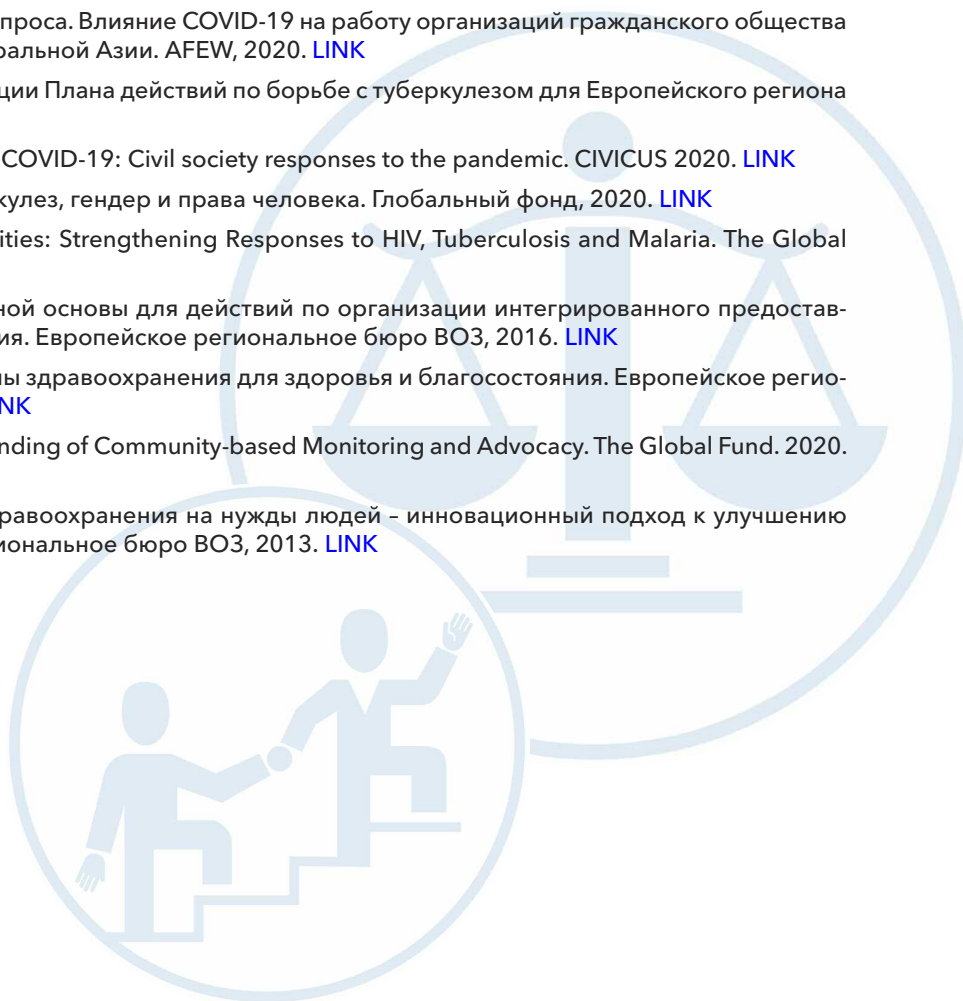 проса. Влияние COVID-19 на работу организаций гражданского общества
ральной Азии. AFEW, 2020. LINK
ции Плана действий по борьбе с туберкулезом для Европейского региона
COVID-19: Civil society responses to the pandemic. CIVICUS 2020. LINK
кулез, гендер и права человека. Глобальный фонд, 2020. LINK
ities: Strengthening Responses to HIV, Tuberculosis and Malaria. The Global
ной основы для действий по организации интегрированного предостав-
ия. Европейское региональное бюро ВОЗ, 2016. LINK
ы здравоохранения для здоровья и благосостояния. Европейское регио-
NK
nding of Community-based Monitoring and Advocacy. The Global Fund. 2020.
равоохранения на нужды людей – инновационный подход к улучшению
иональное бюро ВОЗ, 2013. LINK